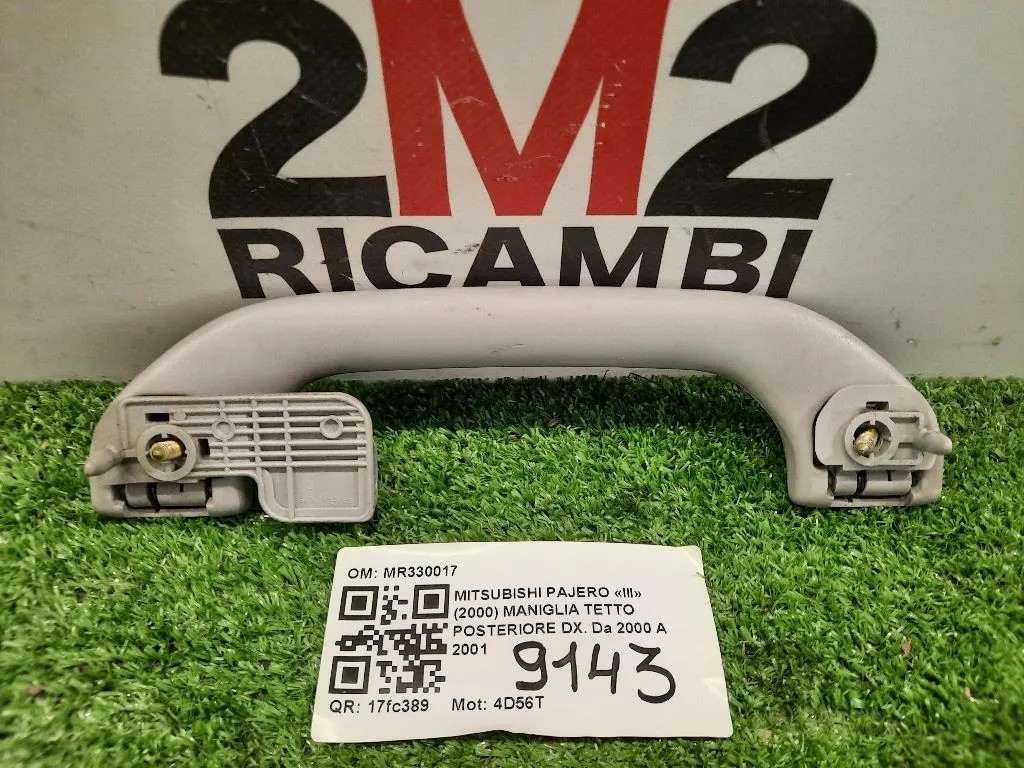 2M2
RICAMBI
OM: MR330017
MITSUBISHI PAJERO «III»
(2000) MANIGLIA TETTO
POSTERIORE DX. Da 2000 A
2001
9143
QR: 17fc389 Mot: 4D56T